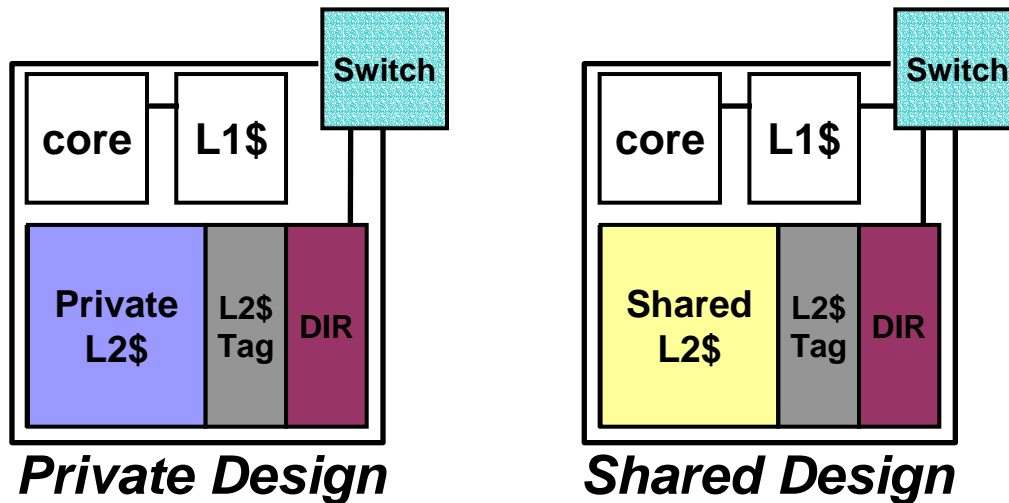 Switch
core
L1$
Private
L2$
L2$
Tag
DIR
Private Design
Switch
core
L1$
Shared
L2$
L2$
Tag
DIR
Shared Design